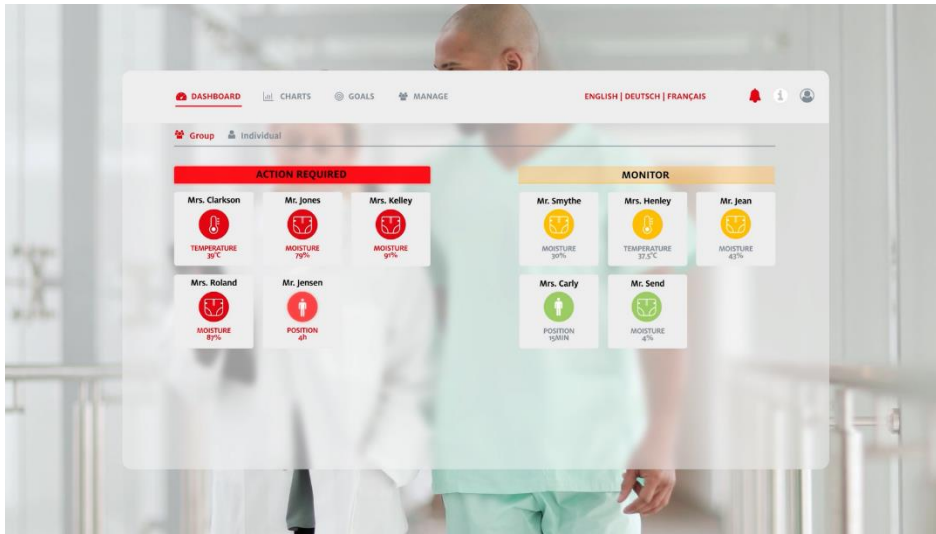 DASHBOARD CHARTS GOALS MANAGE ENGLISH | DEUTSCH | FRANÇAIS i
Group Individual
ACTION REQUIRED MONITOR
Mrs. Clarkson Mr. Jones Mrs. Kelley Mr. Smythe Mrs. Henley Mr. Jean
TEMPERATURE MOISTURE MOISTURE MOISTURE TEMPERATURE MOISTURE
39°C 79% 91% 30% 37.5°C 43%
Mrs. Roland Mr. Jensen Mrs. Carly Mr. Send
MOISTURE POSITION POSITION MOISTURE
87% 4h 15MIN 4%